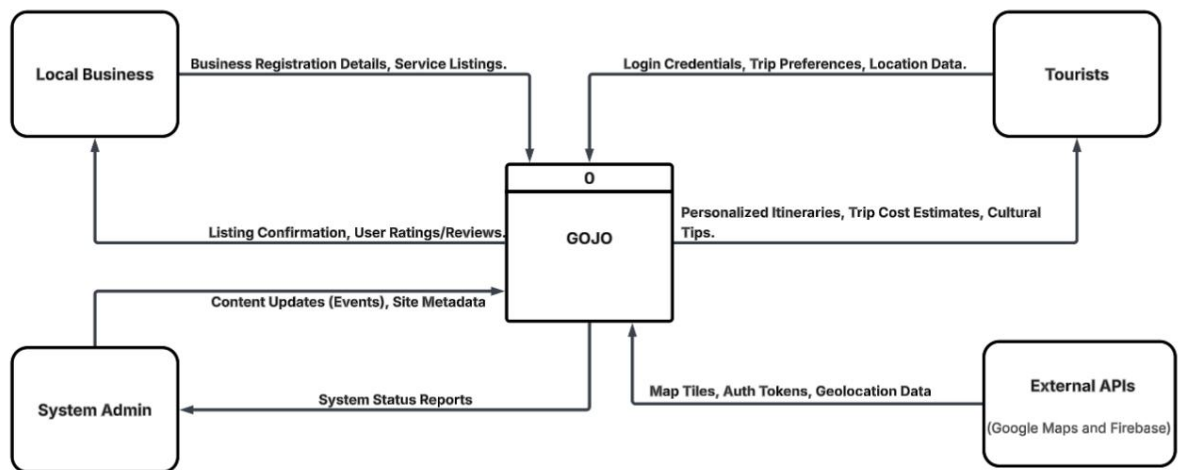 Local Business
Business Registration Details, Service Listings.
Login Credentials, Trip Preferences, Location Data.
Tourists
0
GOJO
Listing Confirmation, User Ratings/Reviews.
Personalized Itineraries, Trip Cost Estimates, Cultural
Tips.
Content Updates (Events), Site Metadata
System Admin
System Status Reports
Map Tiles, Auth Tokens, Geolocation Data
External APIs
(Google Maps and Firebase)